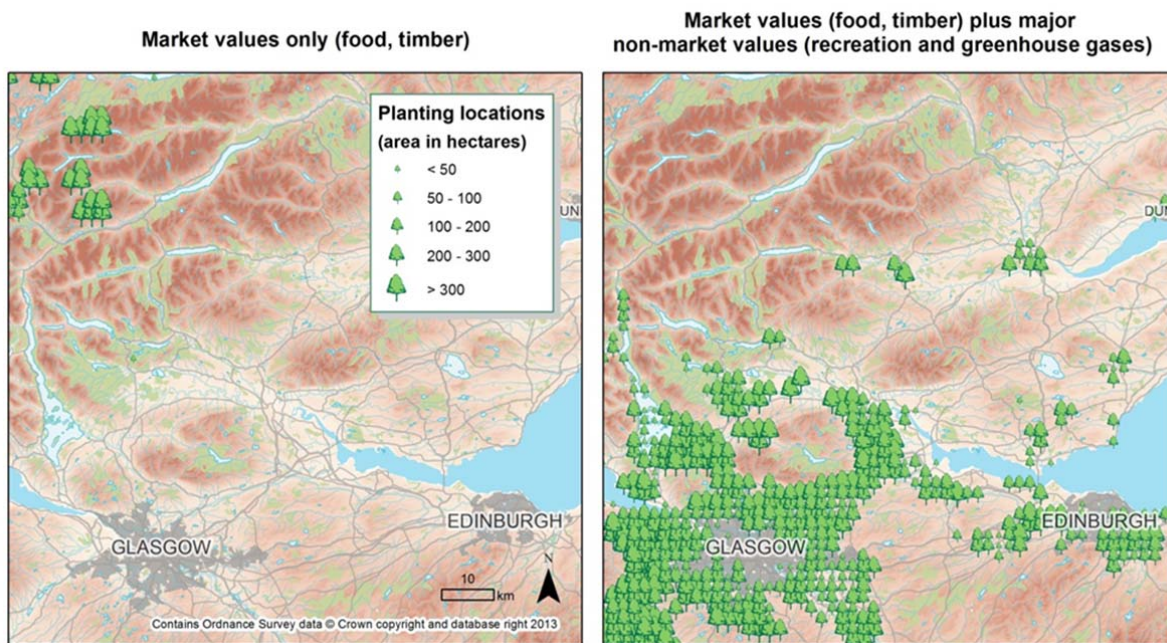 Market values only (food, timber)
Market values (food, timber) plus major
non-market values (recreation and greenhouse gases)
Planting locations
(area in hectares)
< 50
50 - 100
100 - 200
200 - 300
> 300
UN
GLASGOW
EDINBURGH
N
10
km
Contains Ordnance Survey data © Crown copyright and database right 2013
DUN
GLASGOW
EDINBURGH